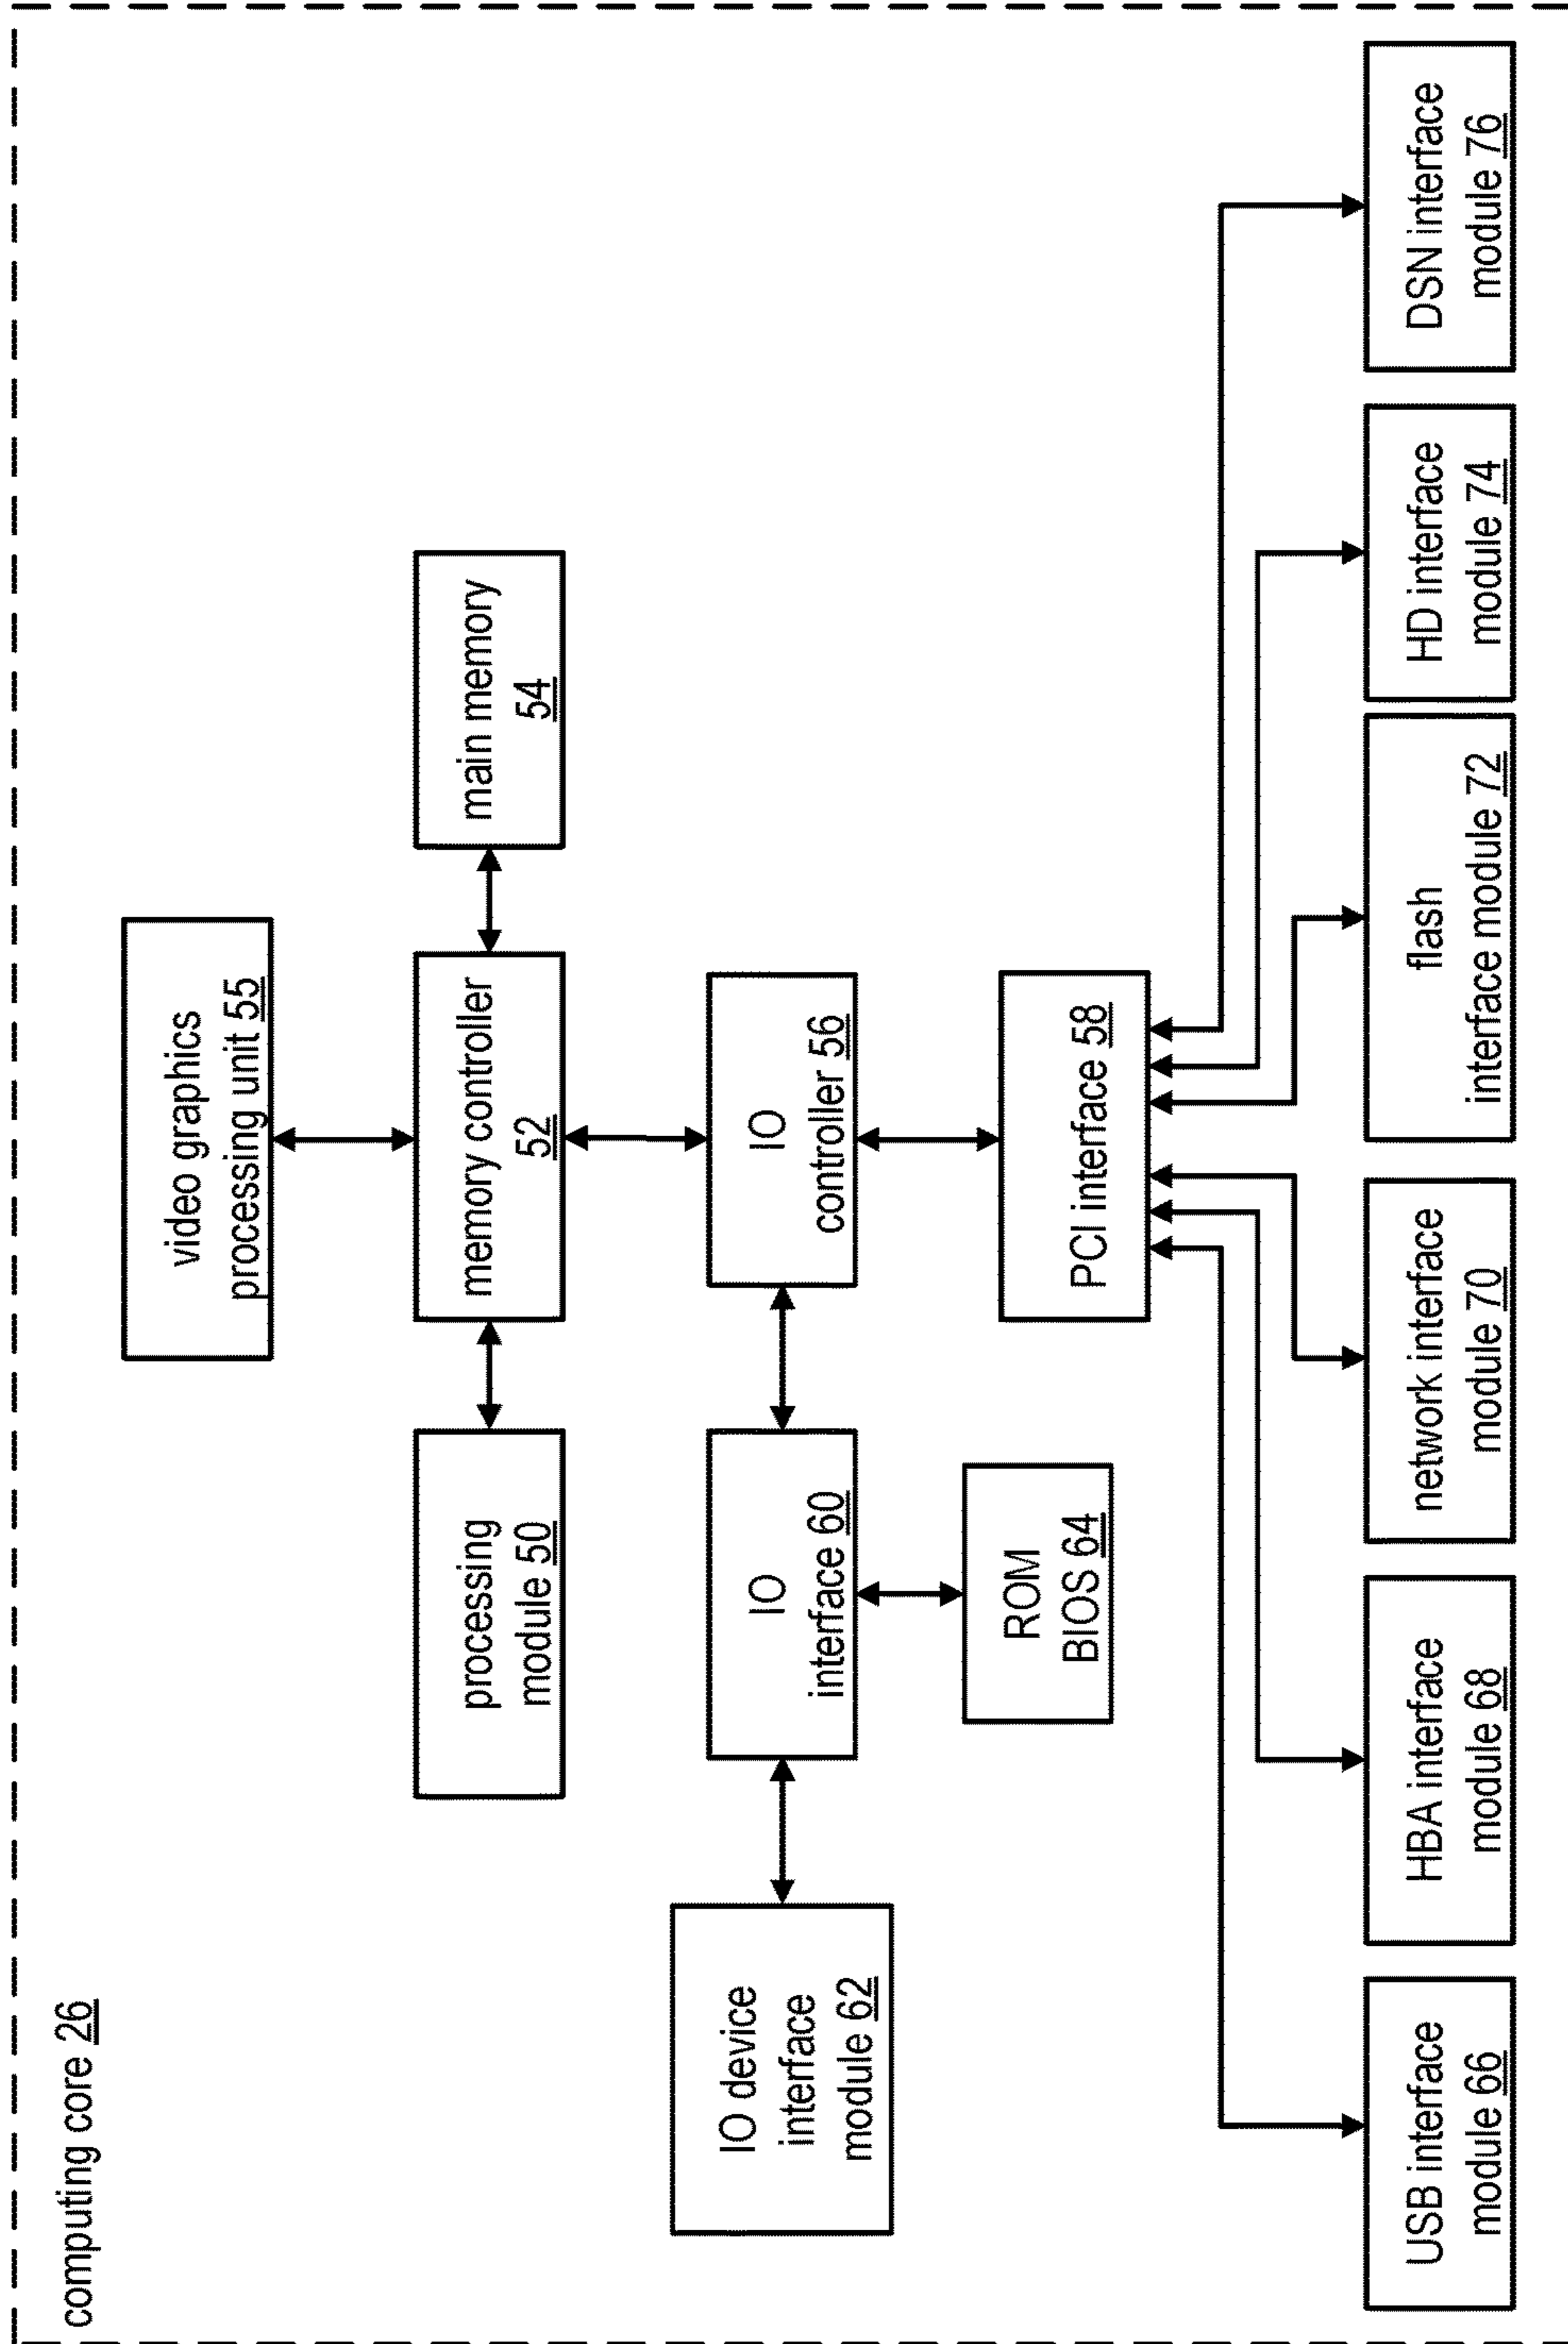 computing core 26
video graphics
processing unit 55
processing
module 50
memory controller
52
main memory
54
IO device
interface
module 62
IO
interface 60
IO
controller 56
ROM
BIOS 64
PCI interface 58
USB interface
module 66
HBA interface
module 68
network interface
module 70
flash
interface module 72
HD interface
module 74
DSN interface
module 76